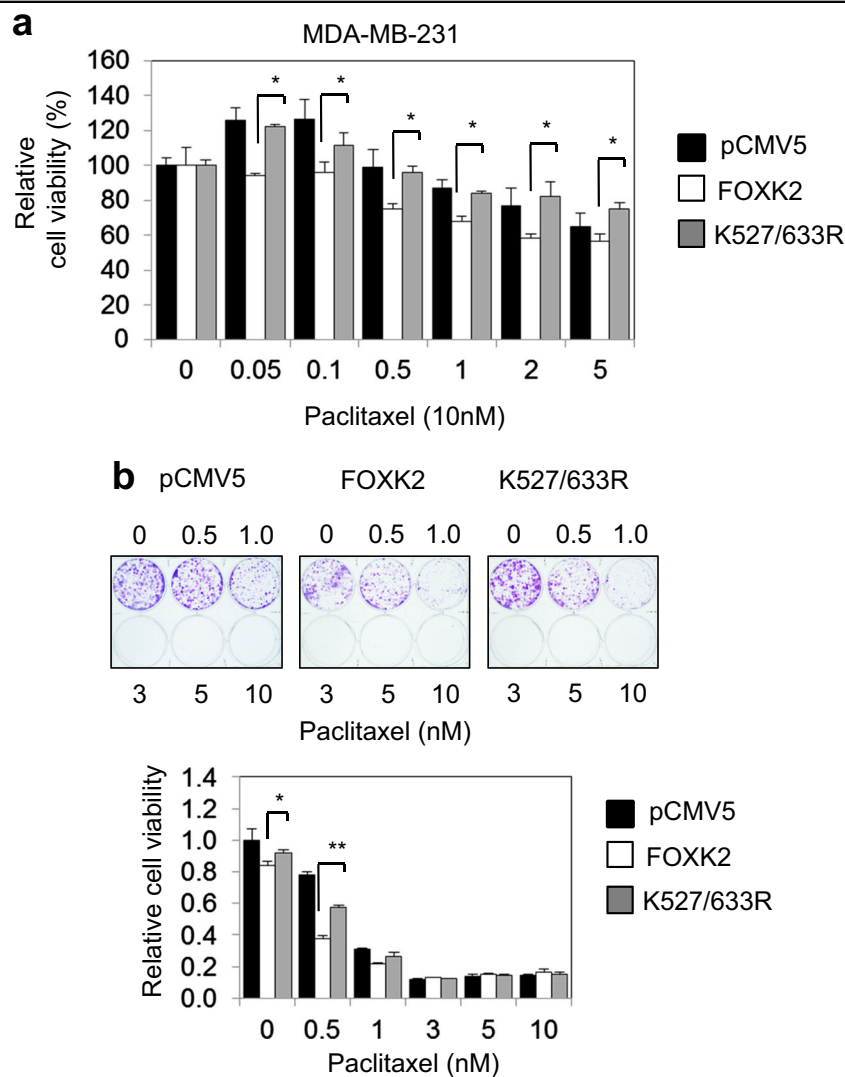 a
MDA-MB-231
160
140
120
100
80
60
40
20
0
Relative
cell viability (%)
* * * * * *
0 0.05 0.1 0.5 1 2 5
Paclitaxel (10nM)
pCMV5
FOXK2
K527/633R
b
pCMV5 FOXK2 K527/633R
0 0.5 1.0 0 0.5 1.0 0 0.5 1.0
3 5 10 3 5 10 3 5 10
Paclitaxel (nM)
1.4
1.2
1.0
0.8
0.6
0.4
0.2
0.0
Relative cell viability
* **
0 0.5 1 3 5 10
Paclitaxel (nM)
pCMV5
FOXK2
K527/633R